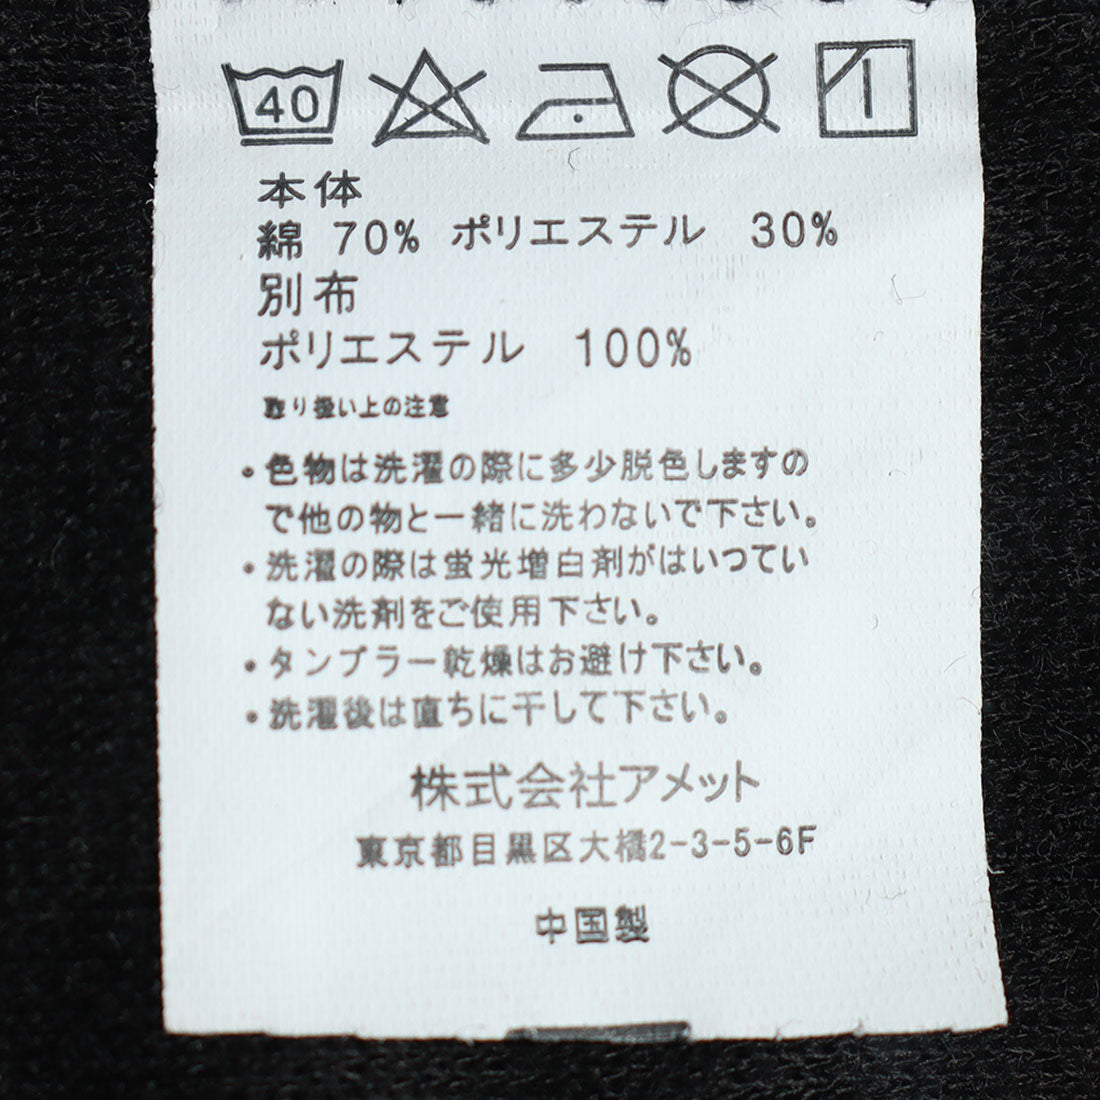 40
本体
綿 70% ポリエステル 30%
別布
ポリエステル 100%
取り扱い上の注意
・色物は洗濯の際に多少脱色しますの
で他の物と一緒に洗わないで下さい。
・洗濯の際は蛍光増白剤がはいつてい
ない洗剤をご使用下さい。
・タンブラー乾燥はお避け下さい。
・洗濯後は直ちに干して下さい。
株式会社アメット
東京都目黒区大橋2-3-5-6F
中国製